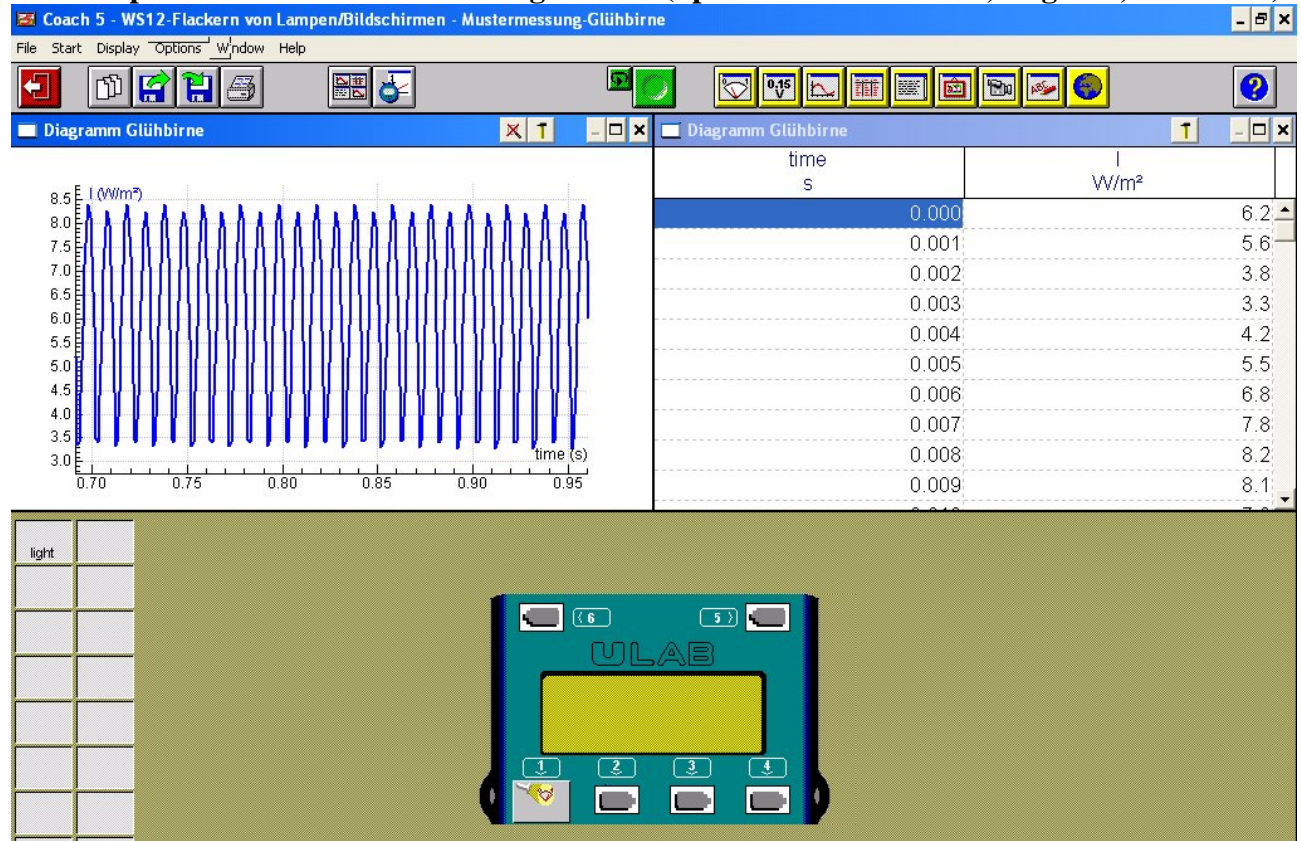 Coach 5 - WS12-Flackern von Lampen/Bildschirmen - Mustermessung-Glühbirne
File Start Display Options Window Help
0.15
V
Diagramm Glühbirne
I (W/m²)
8.5
8.0
7.5
7.0
6.5
6.0
5.5
5.0
4.5
4.0
3.5
3.0
time (s)
0.70 0.75 0.80 0.85 0.90 0.95
Diagramm Glühbirne
time I
s W/m²
0.000 6.2
0.001 5.6
0.002 3.8
0.003 3.3
0.004 4.2
0.005 5.5
0.006 6.8
0.007 7.8
0.008 8.2
0.009 8.1
light
6 5
ULAB
1 2 3 4